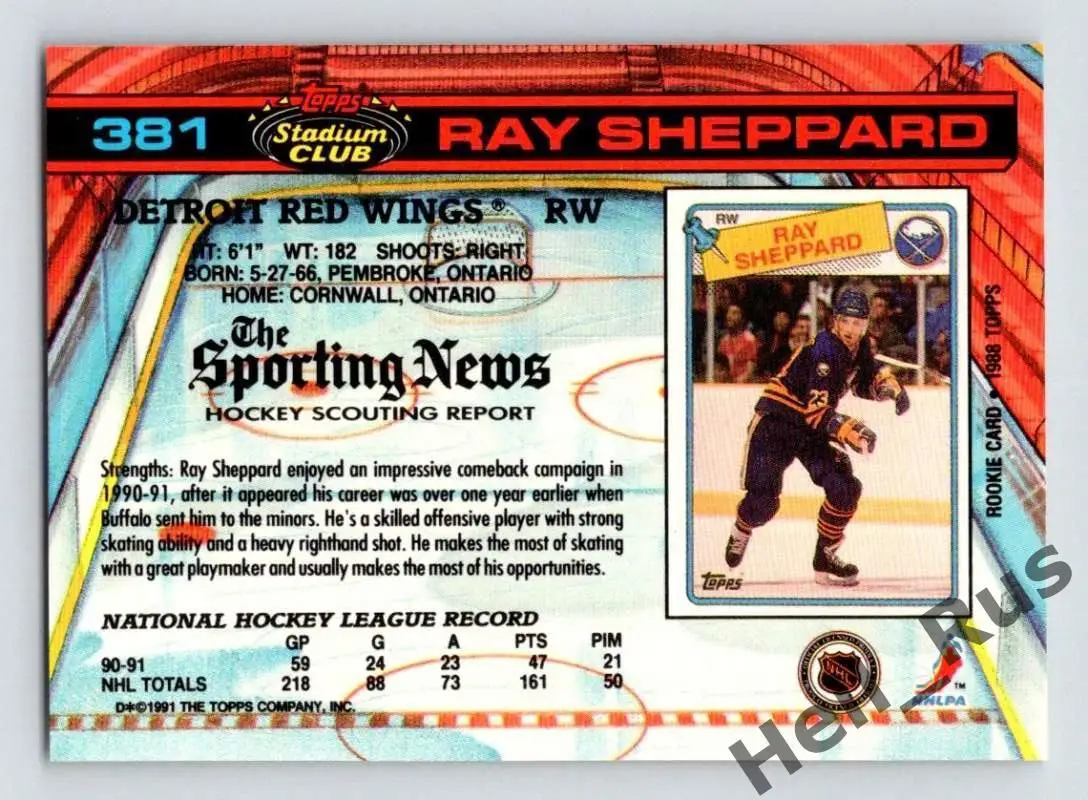 381
Topps
Stadium
CLUB
RAY SHEPPARD
DETROIT RED WINGS® RW
HT: 6'1" WT: 182 SHOOTS: RIGHT
BORN: 5-27-66, PEMBROKE, ONTARIO
HOME: CORNWALL, ONTARIO
The
Sporting News
HOCKEY SCOUTING REPORT
Strengths: Ray Sheppard enjoyed an impressive comeback campaign in
1990-91, after it appeared his career was over one year earlier when
Buffalo sent him to the minors. He's a skilled offensive player with strong
skating ability and a heavy righthand shot. He makes the most of skating
with a great playmaker and usually makes the most of his opportunities.
NATIONAL HOCKEY LEAGUE RECORD
GP G A PTS PIM
90-91 59 24 23 47 21
NHL TOTALS 218 88 73 161 50
D*©1991 THE TOPPS COMPANY, INC.
RW
RAY
SHEPPARD
23
Topps
ROOKIE CARD • 1988 TOPPS
NHL
NHLPA ™
Hell_Rus